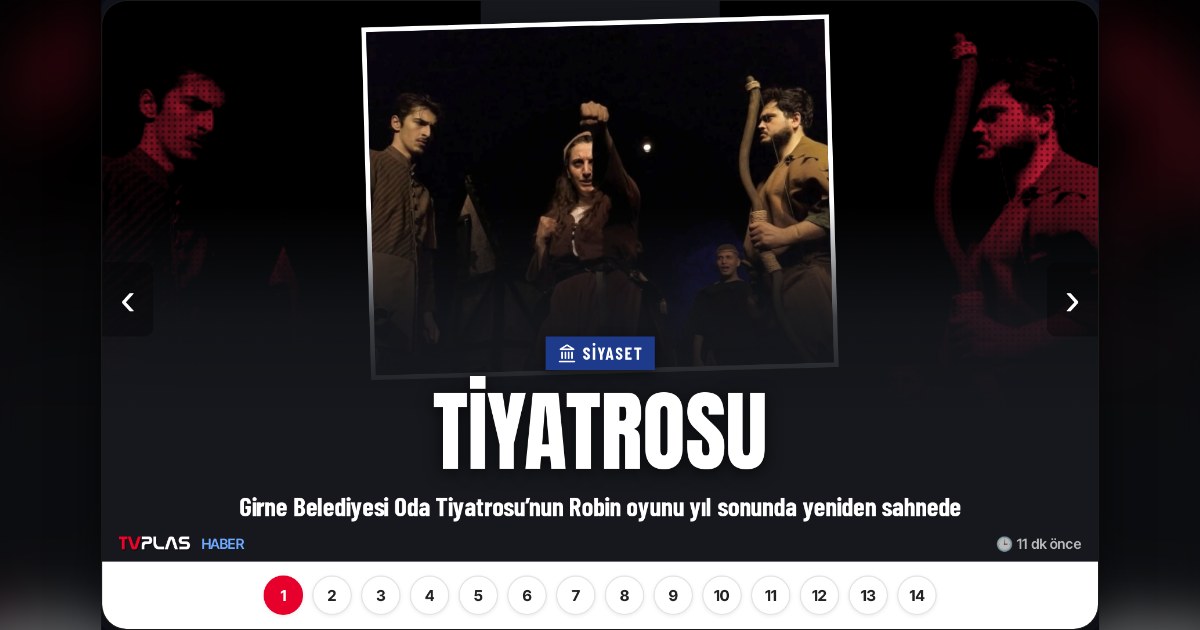 SİYASET
TİYATROSU
Girne Belediyesi Oda Tiyatrosu’nun Robin oyunu yıl sonunda yeniden sahnede
TVPLAS HABER
11 dk önce
1 2 3 4 5 6 7 8 9 10 11 12 13 14